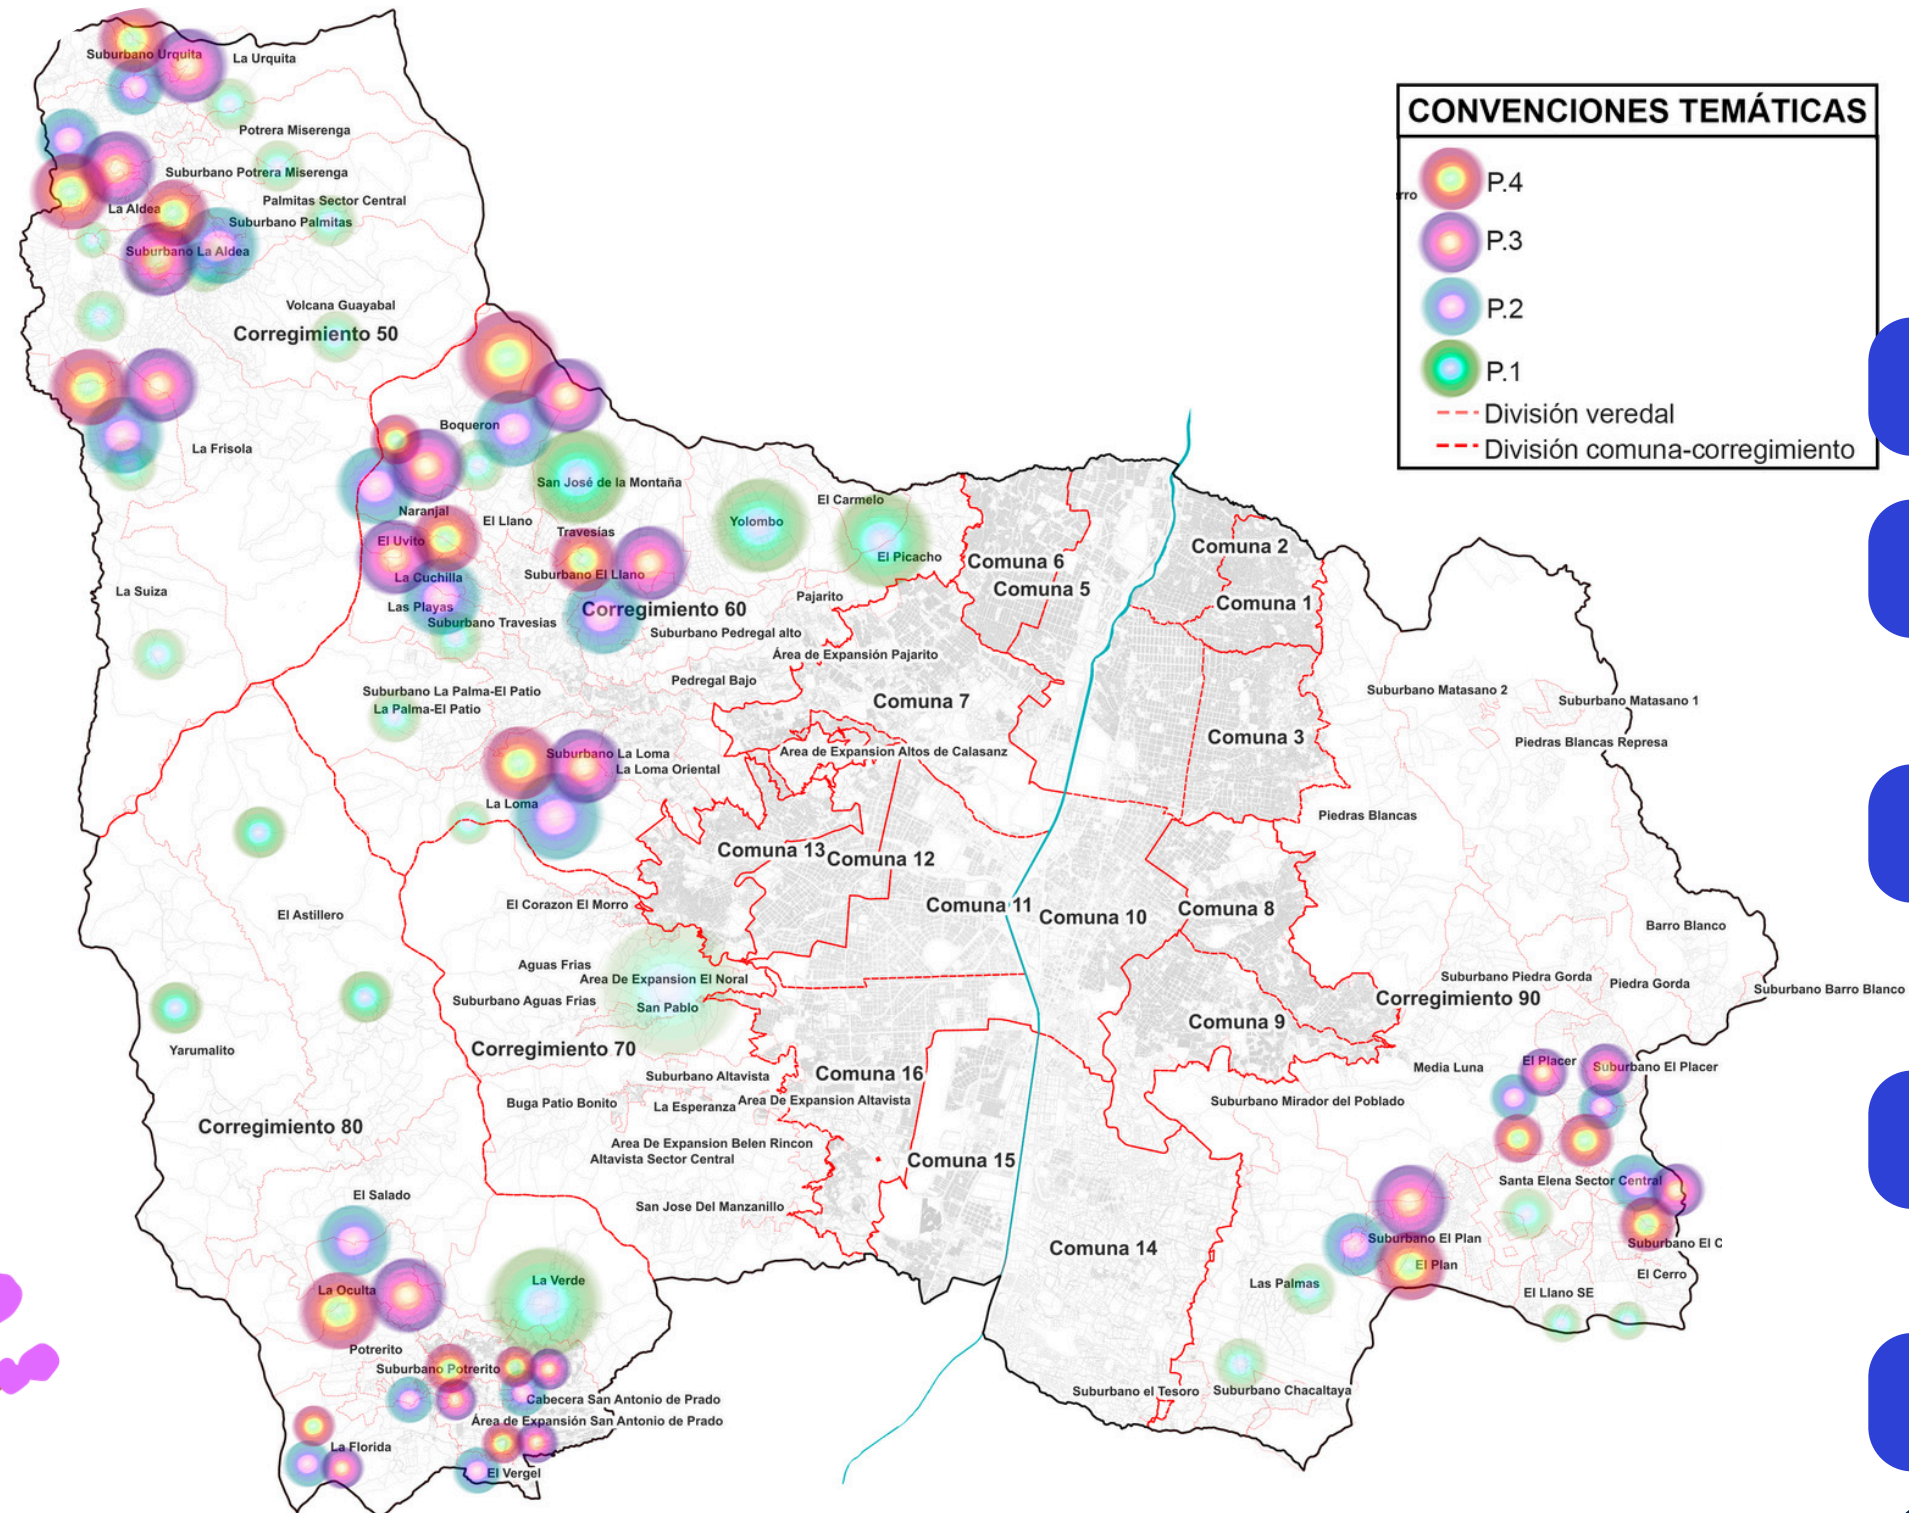 Suburbano Urquita
La Urquita
CONVENCIONES TEMÁTICAS
Potrera Miserenga
Suburbano Potrera Miserenga
P.4
rro
Palmitas Sector Central
La Aldea
Suburbano Palmitas
P.3
Suburbano La Aldea
Volcana Guayabal
P.2
Corregimiento 50
P.1
División veredal
División comuna-corregimiento
Boqueron
La Frisola
San José de la Montaña
El Carmelo
Naranjal
El Llano
Yolombo
Travesías
El Uvito
El Picacho
Comuna 2
Comuna 6
La Cuchilla
Suburbano El Llano
Comuna 5
La Suiza
Pajarito
Comuna 1
Las Playas
Corregimiento 60
Suburbano Travesias
Suburbano Pedregal alto
Área de Expansión Pajarito
Pedregal Bajo
Suburbano La Palma-El Patio
Suburbano Matasano 2
La Palma-El Patio
Comuna 7
Suburbano Matasano 1
Comuna 3
Piedras Blancas Represa
Suburbano La Loma
Area de Expansion Altos de Calasanz
La Loma Oriental
La Loma
Piedras Blancas
Comuna 13
Comuna 12
El Corazon El Morro
Comuna 11
Comuna 10
Comuna 8
El Astillero
Barro Blanco
Aguas Frias
Area De Expansion El Noral
Suburbano Piedra Gorda
Piedra Gorda
Suburbano Barro Blanco
Suburbano Aguas Frias
San Pablo
Corregimiento 90
Comuna 9
Yarumalito
Corregimiento 70
El Placer
Media Luna
Suburbano El Placer
Suburbano Altavista
Comuna 16
Buga Patio Bonito
La Esperanza
Area De Expansion Altavista
Suburbano Mirador del Poblado
Corregimiento 80
Area De Expansion Belen Rincon
Altavista Sector Central
Comuna 15
Santa Elena Sector Central
El Salado
San Jose Del Manzanillo
Suburbano El Plan
Suburbano El C
Comuna 14
El Plan
El Cerro
La Verde
Las Palmas
La Oculta
El Llano SE
Potrerito
Suburbano Potrerito
Suburbano el Tesoro
Suburbano Chacaltaya
Cabecera San Antonio de Prado
Área de Expansión San Antonio de Prado
La Florida
El Vergel